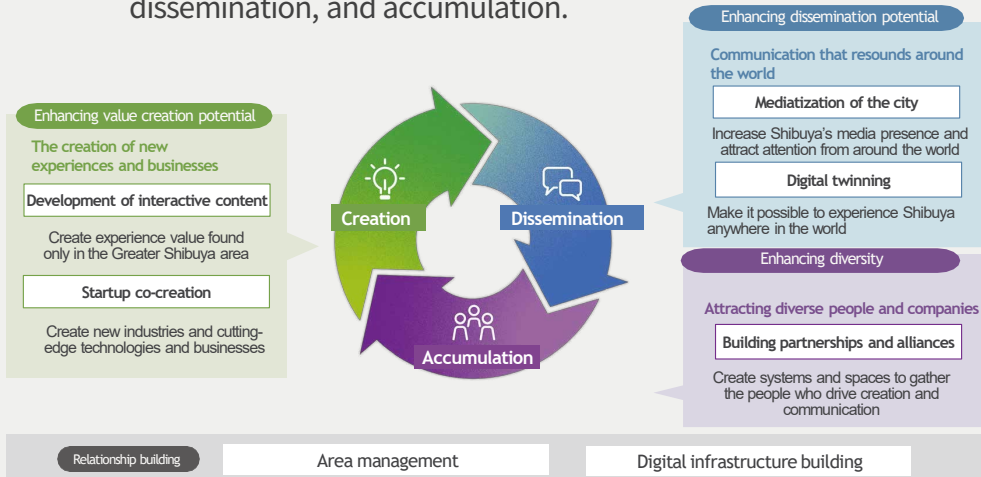 dissemination, and accumulation.
Enhancing value creation potential
The creation of new
experiences and businesses
Development of interactive content
Create experience value found
only in the Greater Shibuya area
Startup co-creation
Create new industries and cutting-
edge technologies and businesses
Creation
Dissemination
Accumulation
Enhancing dissemination potential
Communication that resounds around
the world
Mediatization of the city
Increase Shibuya's media presence and
attract attention from around the world
Digital twinning
Make it possible to experience Shibuya
anywhere in the world
Enhancing diversity
Attracting diverse people and companies
Building partnerships and alliances
Create systems and spaces to gather
the people who drive creation and
communication
Relationship building
Area management
Digital infrastructure building